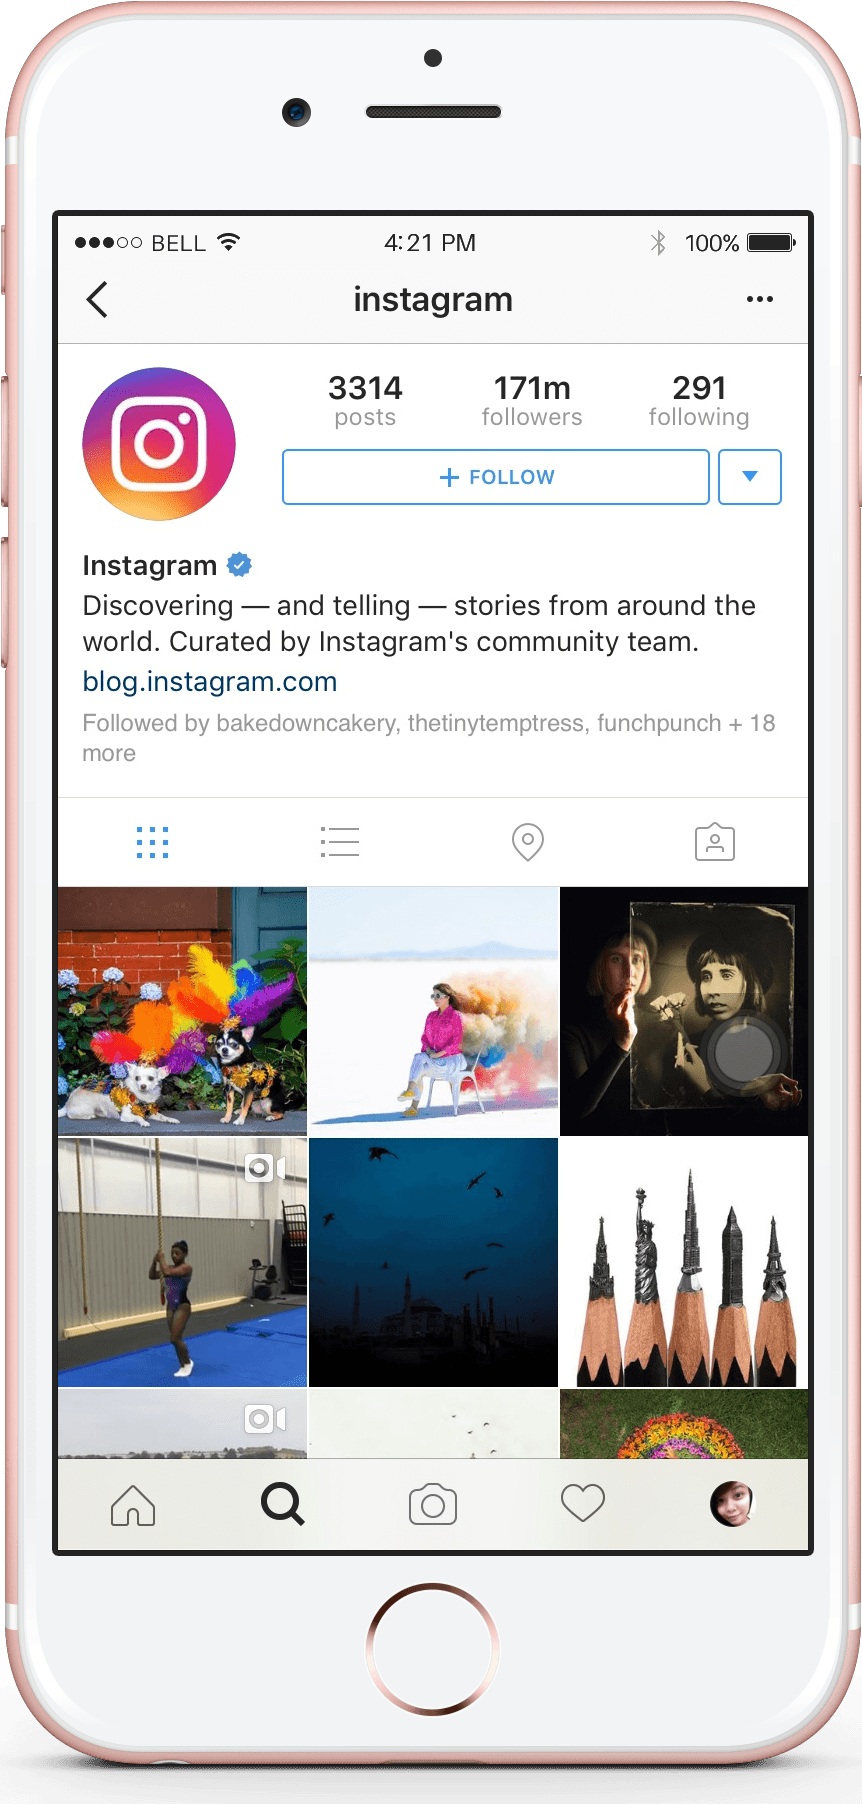 BELL
4:21 PM
100%
instagram
3314
posts
171m
followers
291
following
+ FOLLOW
Instagram
Discovering — and telling — stories from around the
world. Curated by Instagram's community team.
blog.instagram.com
Followed by bakedowncakery, thetinytemptress, funchpunch + 18
more